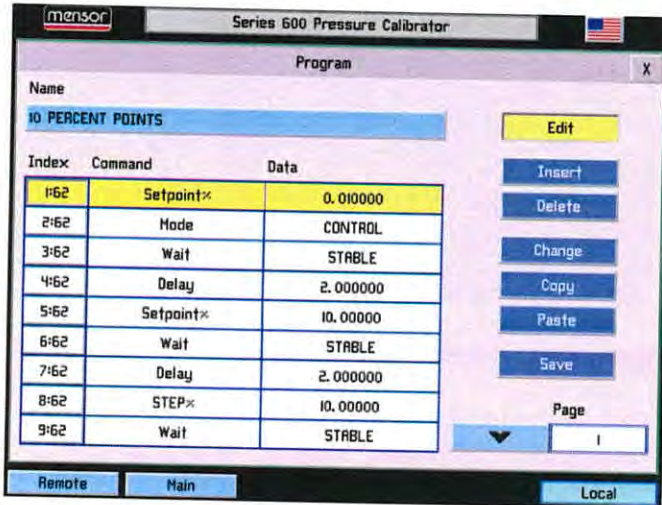 mensor
Series 600 Pressure Calibrator
Program
X
Name
10 PERCENT POINTS
Edit
Index Command Data
Insert
1:62 Setpoint% 0.010000
Delete
2:62 Mode CONTROL
3:62 Wait STABLE
Change
4:62 Delay 2.000000
Copy
5:62 Setpoint% 10.00000
Paste
6:62 Wait STABLE
7:62 Delay 2.000000
Save
8:62 STEP% 10.00000
Page
9:62 Wait STABLE
1
Remote Main Local